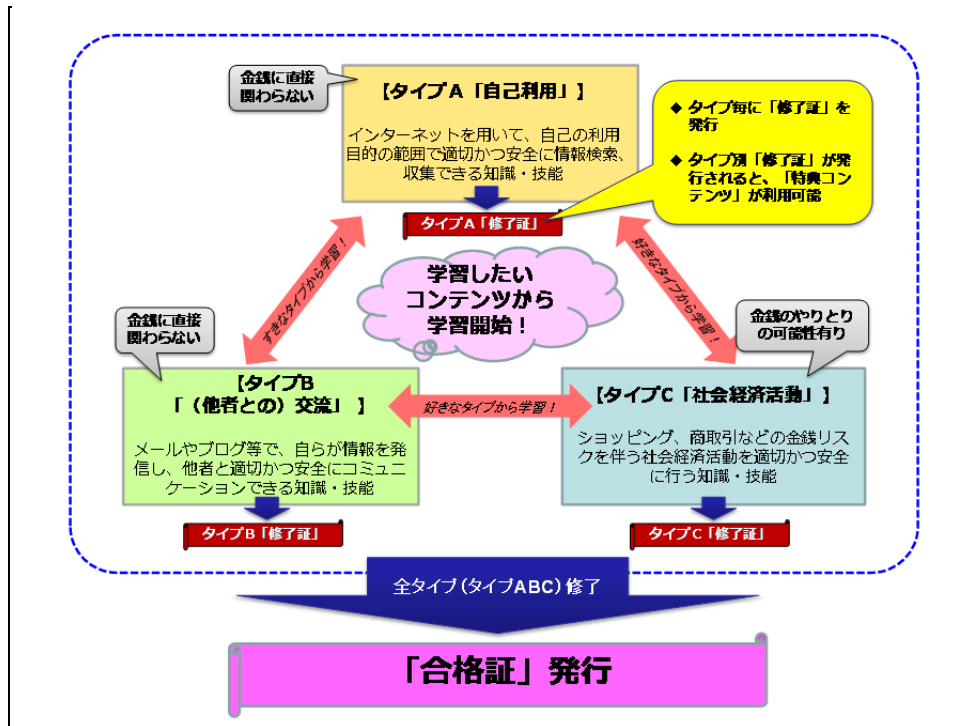 金銭に直接
関わらない
【タイプA「自己利用」】
インターネットを用いて、自己の利用
目的の範囲で適切かつ安全に情報検索、
収集できる知識・技能
◆ タイプ毎に「修了証」を
発行
◆ タイプ別「修了証」が発
行されると、「特典コン
テンツ」が利用可能
タイプA「修了証」
すきなタイプから学習！
好きなタイプから学習！
学習したい
コンテンツから
学習開始！
金銭に直接
関わらない
金銭のやりとり
の可能性有り
【タイプB
「（他者との）交流」 】
メールやブログ等で、自らが情報を発
信し、他者と適切かつ安全にコミュニ
ケーションできる知識・技能
好きなタイプから学習！
【タイプC「社会経済活動」】
ショッピング、商取引などの金銭リス
クを伴う社会経済活動を適切かつ安全
に行う知識・技能
タイプB「修了証」
タイプC「修了証」
全タイプ（タイプABC）修了
「合格証」発行